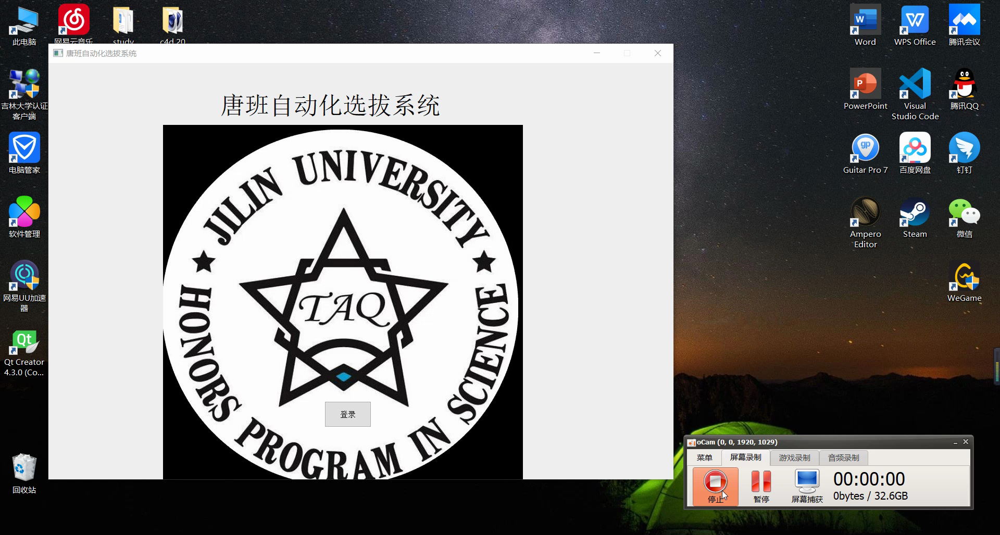 此电脑
网易云音乐
study
c4d 20
吉林大学认证
客户端
电脑管家
软件管理
网易UU加速
器
Qt
Qt Creator
4.3.0 (Co...
回收站
唐班自动化选拔系统
唐班自动化选拔系统
JILIN UNIVERSITY
TAQ
HONORS PROGRAM IN SCIENCE
登录
W
Word
WPS Office
腾讯会议
P
PowerPoint
Visual
Studio Code
腾讯QQ
gp
Guitar Pro 7
百度网盘
钉钉
Ampero
Editor
Steam
微信
WeGame
oCam (0, 0, 1920, 1029)
菜单
屏幕录制
游戏录制
音频录制
停止
暂停
屏幕捕获
00:00:00
0bytes / 32.6GB